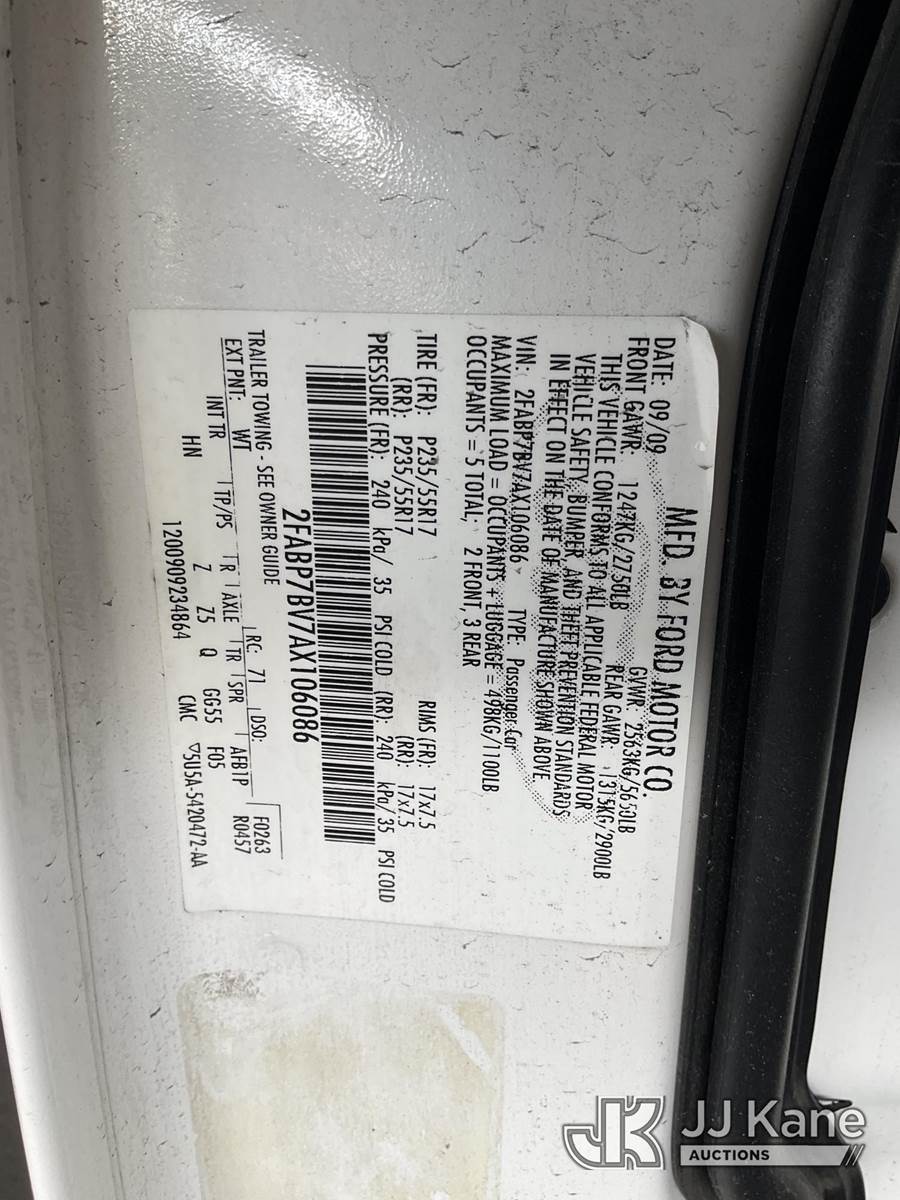 MFD. BY FORD MOTOR CO.
DATE: 09/09 GVWR: 2563KG/5650LB
FRONT GAWR: 1247KG/2750LB REAR GAWR: 1315KG/2900LB
THIS VEHICLE CONFORMS TO ALL APPLICABLE FEDERAL MOTOR
VEHICLE SAFETY, BUMPER, AND THEFT PREVENTION STANDARDS
IN EFFECT ON THE DATE OF MANUFACTURE SHOWN ABOVE.
VIN: 2FABP7BV7AX106086 TYPE: Passenger Car
MAXIMUM LOAD = OCCUPANTS + LUGGAGE = 498KG/1100LB
OCCUPANTS = 5 TOTAL; 2 FRONT, 3 REAR
TIRE (FR): P235/55R17 RIMS (FR): 17x7.5
(RR): P235/55R17 (RR): 17x7.5
PRESSURE (FR): 240 kPa/ 35 PSI COLD (RR): 240 kPa/35 PSI COLD
2FABP7BV7AX106086
TRAILER TOWING - SEE OWNER GUIDE
EXT PNT: WT RC: 71 DSO: F0263
INT TR TP/PS R AXLE TR SPR AFB1P R0457
HN Z Z5 Q GG55 F05
1200909234864 CMC ▽5U5A-5420472-AA
JK JJ Kane
AUCTIONS